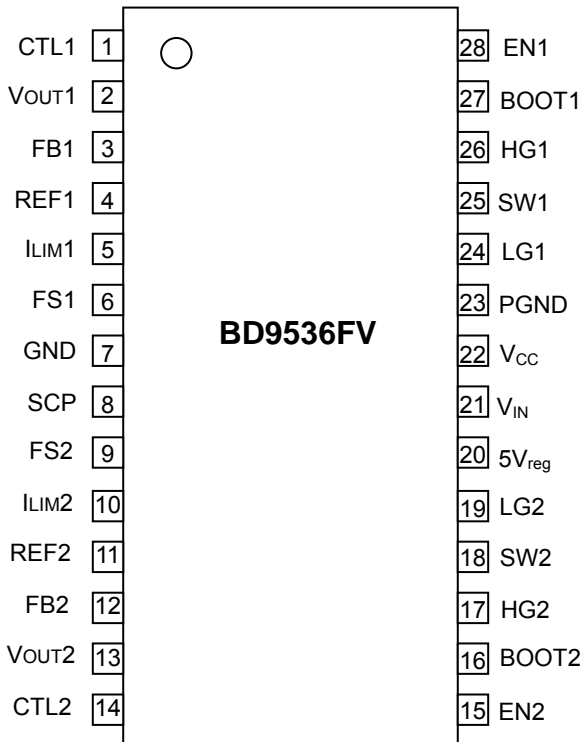 CTL1 1 28 EN1
VOUT1 2 27 BOOT1
FB1 3 26 HG1
REF1 4 25 SW1
ILIM1 5 24 LG1
FS1 6 23 PGND
BD9536FV
GND 7 22 VCC
SCP 8 21 VIN
FS2 9 20 5Vreg
ILIM2 10 19 LG2
REF2 11 18 SW2
FB2 12 17 HG2
VOUT2 13 16 BOOT2
CTL2 14 15 EN2